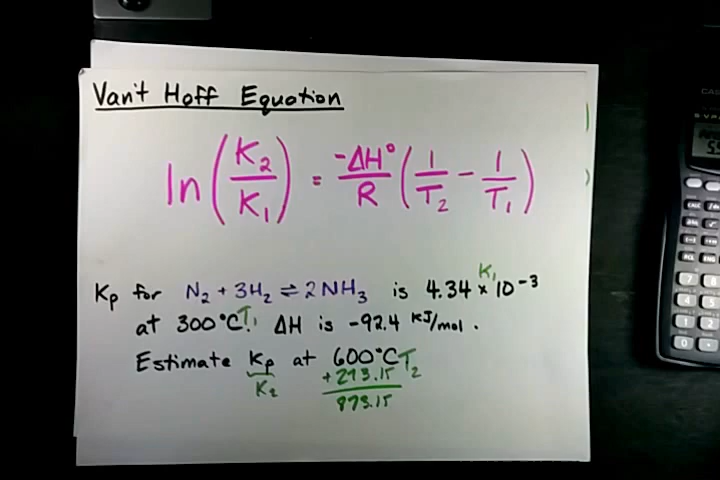 Van't Hoff Equation
ln(K₂/K₁) = -ΔH°/R (1/T₂ - 1/T₁)
K₁
Kp for N₂ + 3H₂ ⇌ 2NH₃ is 4.34 × 10⁻³
at 300°C T₁. ΔH is -92.4 kJ/mol.
Estimate Kp at 600°C T₂
K₂ +273.15
873.15